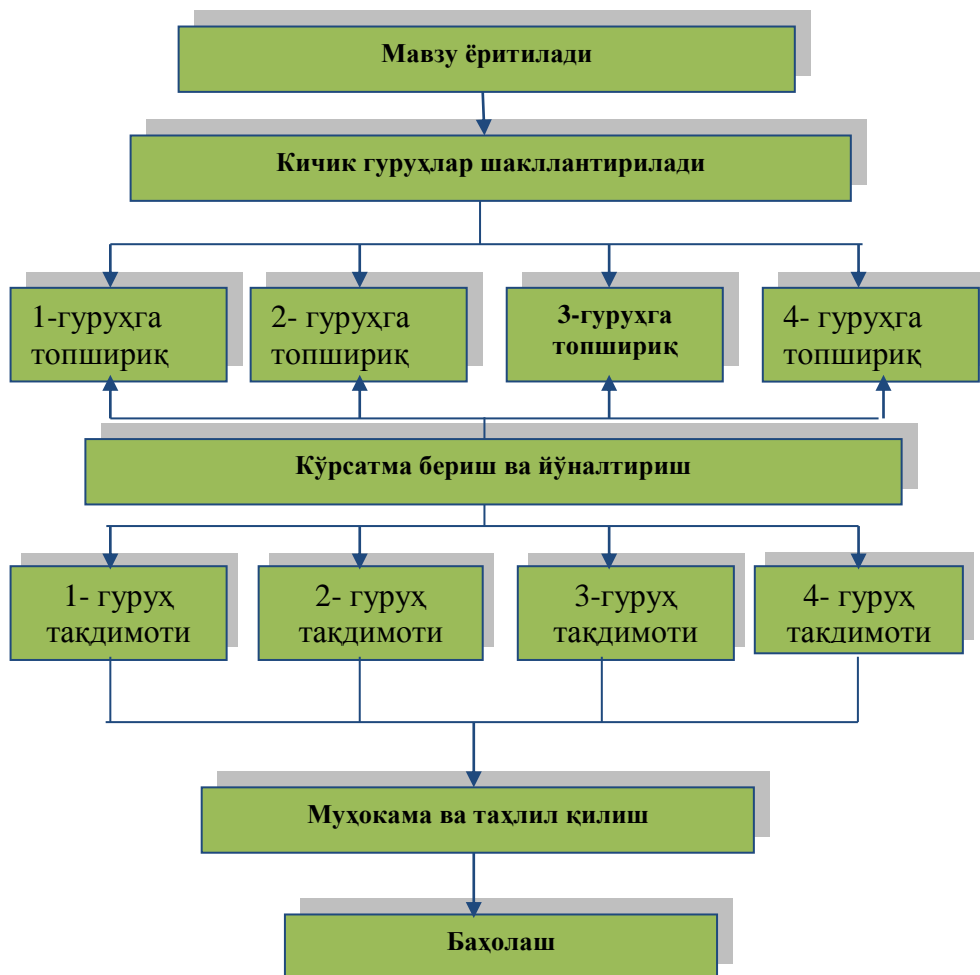 Мавзу ёритилади
Кичик гуруҳлар шакллантирилади
1-гуруҳга
топшириқ
2- гуруҳга
топшириқ
3-гуруҳга
топшириқ
4- гуруҳга
топшириқ
Кўрсатма бериш ва йўналтириш
1- гуруҳ
тақдимоти
2- гуруҳ
тақдимоти
3-гуруҳ
тақдимоти
4- гуруҳ
тақдимоти
Муҳокама ва таҳлил қилиш
Баҳолаш